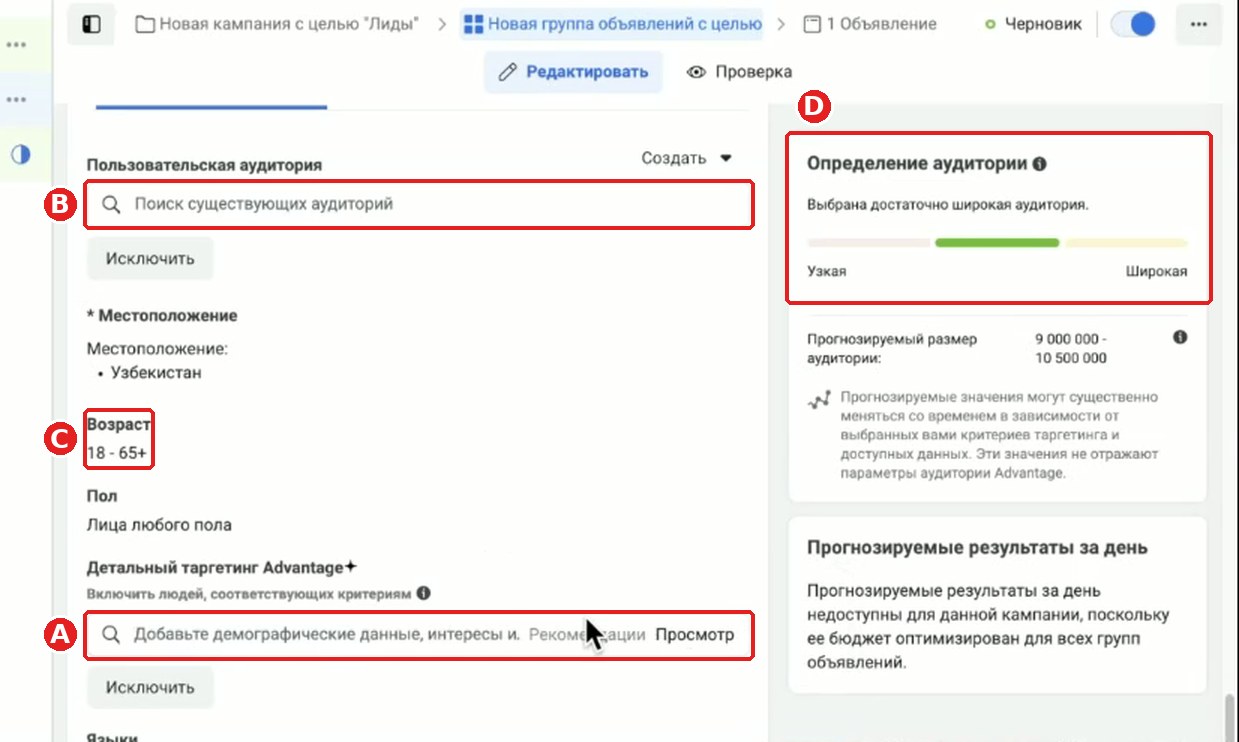 Новая кампания с целью "Лиды"
Новая группа объявлений с целью
1 Объявление
Черновик
Редактировать
Проверка
D
Пользовательская аудитория
Создать
B
Поиск существующих аудиторий
Исключить
* Местоположение
Местоположение:
• Узбекистан
C
Возраст
18 - 65+
Пол
Лица любого пола
Детальный таргетинг Advantage+
Включить людей, соответствующих критериям
A
Добавьте демографические данные, интересы и.
Просмотр
Исключить
Языки
Определение аудитории
Выбрана достаточно широкая аудитория.
Узкая
Широкая
Прогнозируемый размер
аудитории:
9 000 000 -
10 500 000
Прогнозируемые значения могут существенно
меняться со временем в зависимости от
выбранных вами критериев таргетинга и
доступных данных. Эти значения не отражают
параметры аудитории Advantage.
Прогнозируемые результаты за день
Прогнозируемые результаты за день
недоступны для данной кампании, поскольку
ее бюджет оптимизирован для всех групп
объявлений.